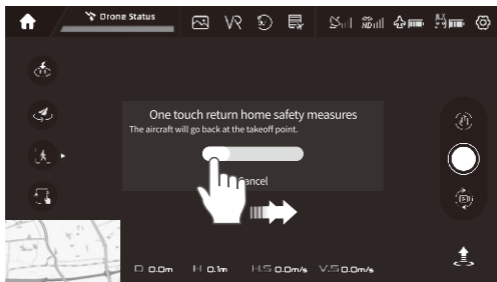 Drone Status
VR
HD
One touch return home safety measures
The aircraft will go back at the takeoff point.
Cancel
D 0.0m H 0.1m H.S 0.0m/s V.S 0.0m/s